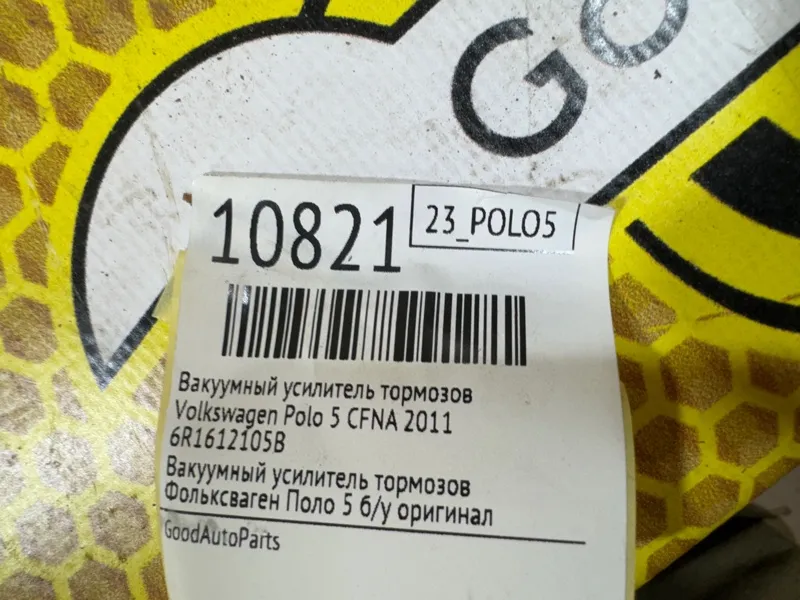 GO
10821
23_POLO5
Вакуумный усилитель тормозов
Volkswagen Polo 5 CFNA 2011
6R1612105B
Вакуумный усилитель тормозов
Фольксваген Поло 5 б/у оригинал
GoodAutoParts